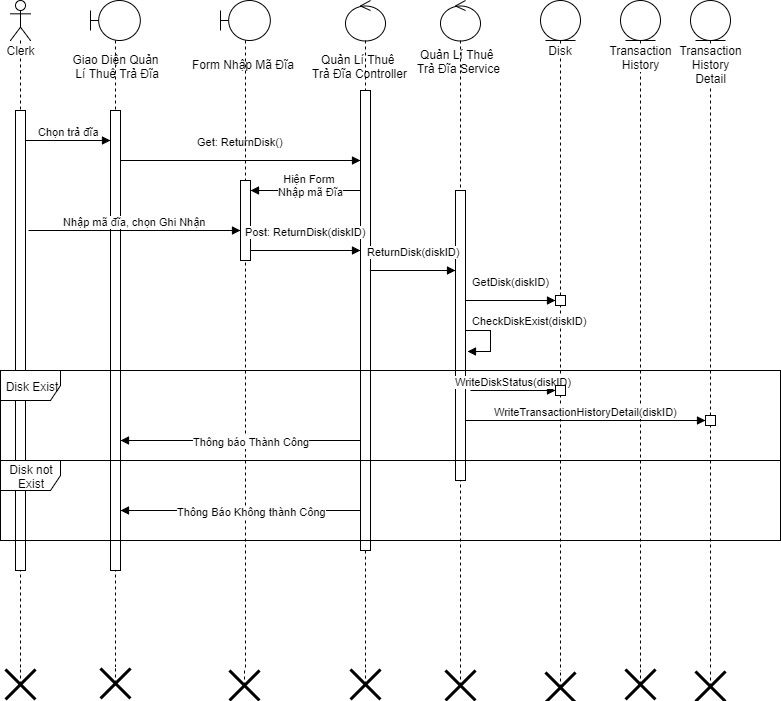 Clerk
Giao Diện Quản
Lí Thuê Trả Đĩa
Form Nhập Mã Đĩa
Quản Lí Thuê
Trả Đĩa Controller
Quản Lí Thuê
Trả Đĩa Service
Disk
Transaction
History
Transaction
History
Detail
Chọn trả đĩa
Get: ReturnDisk()
Hiện Form
Nhập mã Đĩa
Nhập mã đĩa, chọn Ghi Nhận
Post: ReturnDisk(diskID)
ReturnDisk(diskID)
GetDisk(diskID)
CheckDiskExist(diskID)
Disk Exist
WriteDiskStatus(diskID)
WriteTransactionHistoryDetail(diskID)
Thông báo Thành Công
Disk not
Exist
Thông Báo Không thành Công